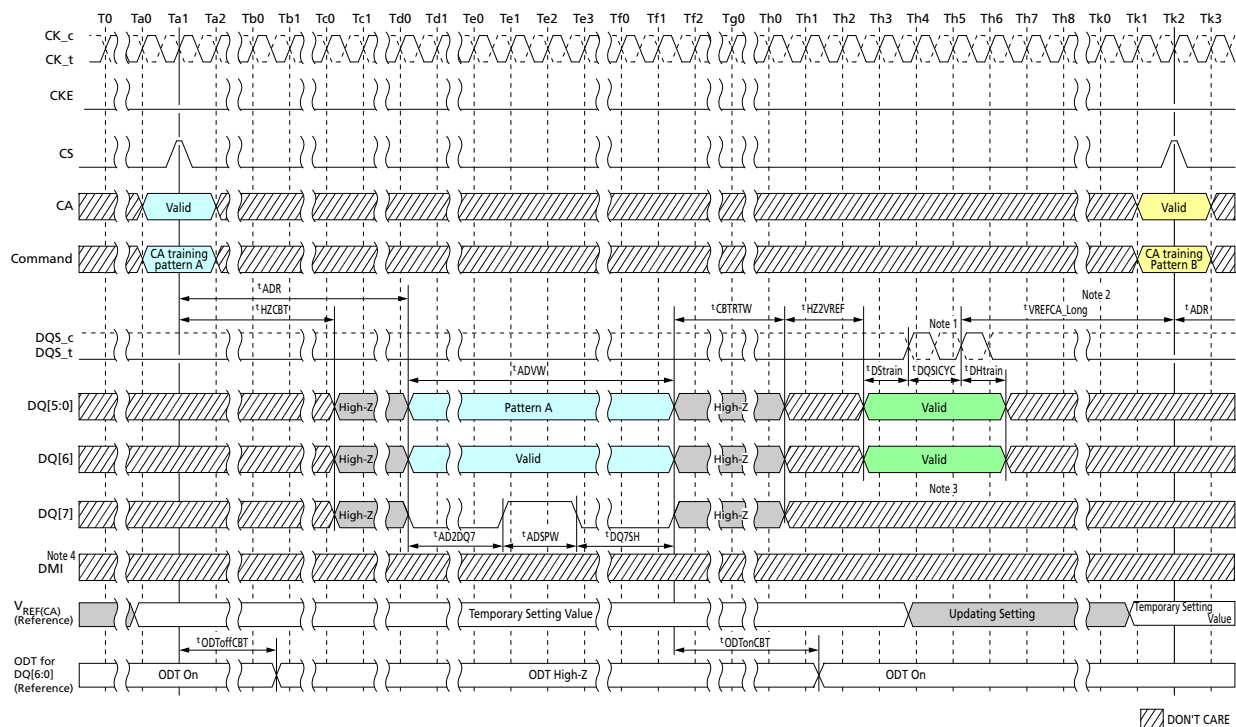 T0 Ta0 Ta1 Ta2 Tb0 Tb1 Tc0 Tc1 Td0 Td1 Te0 Te1 Te2 Te3 Tf0 Tf1 Tf2 Tg0 Th0 Th1 Th2 Th3 Th4 Th5 Th6 Th7 Th8 Tk0 Tk1 Tk2 Tk3
CK_c
CK_t
CKE
CS
CA Valid Valid
Command CA training pattern A CA training Pattern B
tADR Note 2
tHZCBT tCBTRTW tHZ2VREF tVREFCA_Long tADR
DQS_c Note 1
DQS_t
tADVW tDStrain tDQSICYC tDHtrain
DQ[5:0] High-Z Pattern A High-Z Valid
DQ[6] High-Z Valid High-Z Valid
Note 3
DQ[7] High-Z High-Z
tAD2DQ7 tADSPW tDQ7SH
Note 4
DMI
VREF(CA)
(Reference) Temporary Setting Value Updating Setting Temporary Setting Value
tODToffCBT tODTonCBT
ODT for
DQ[6:0] ODT On ODT High-Z ODT On
(Reference)
DON'T CARE